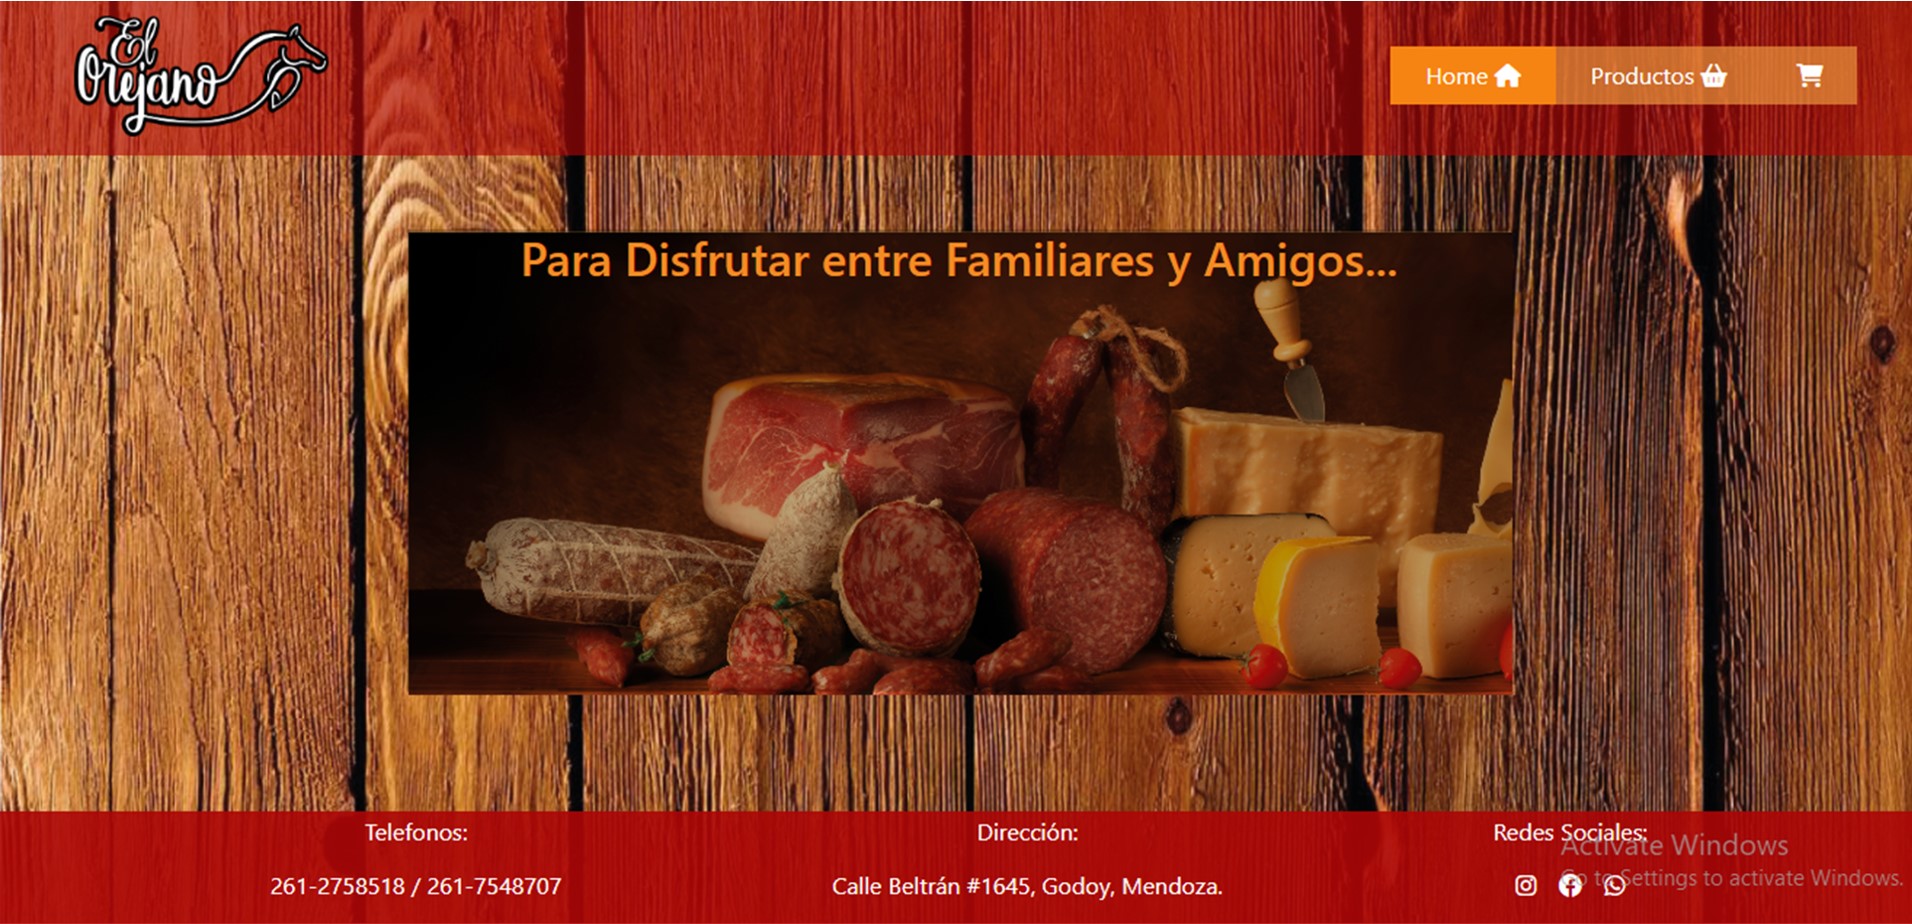 El
Orejano
Home
Productos
Para Disfrutar entre Familiares y Amigos...
Telefonos:
Dirección:
Redes Sociales:
261-2758518 / 261-7548707
Calle Beltrán #1645, Godoy, Mendoza.
Activate Windows
Go to Settings to activate Windows.